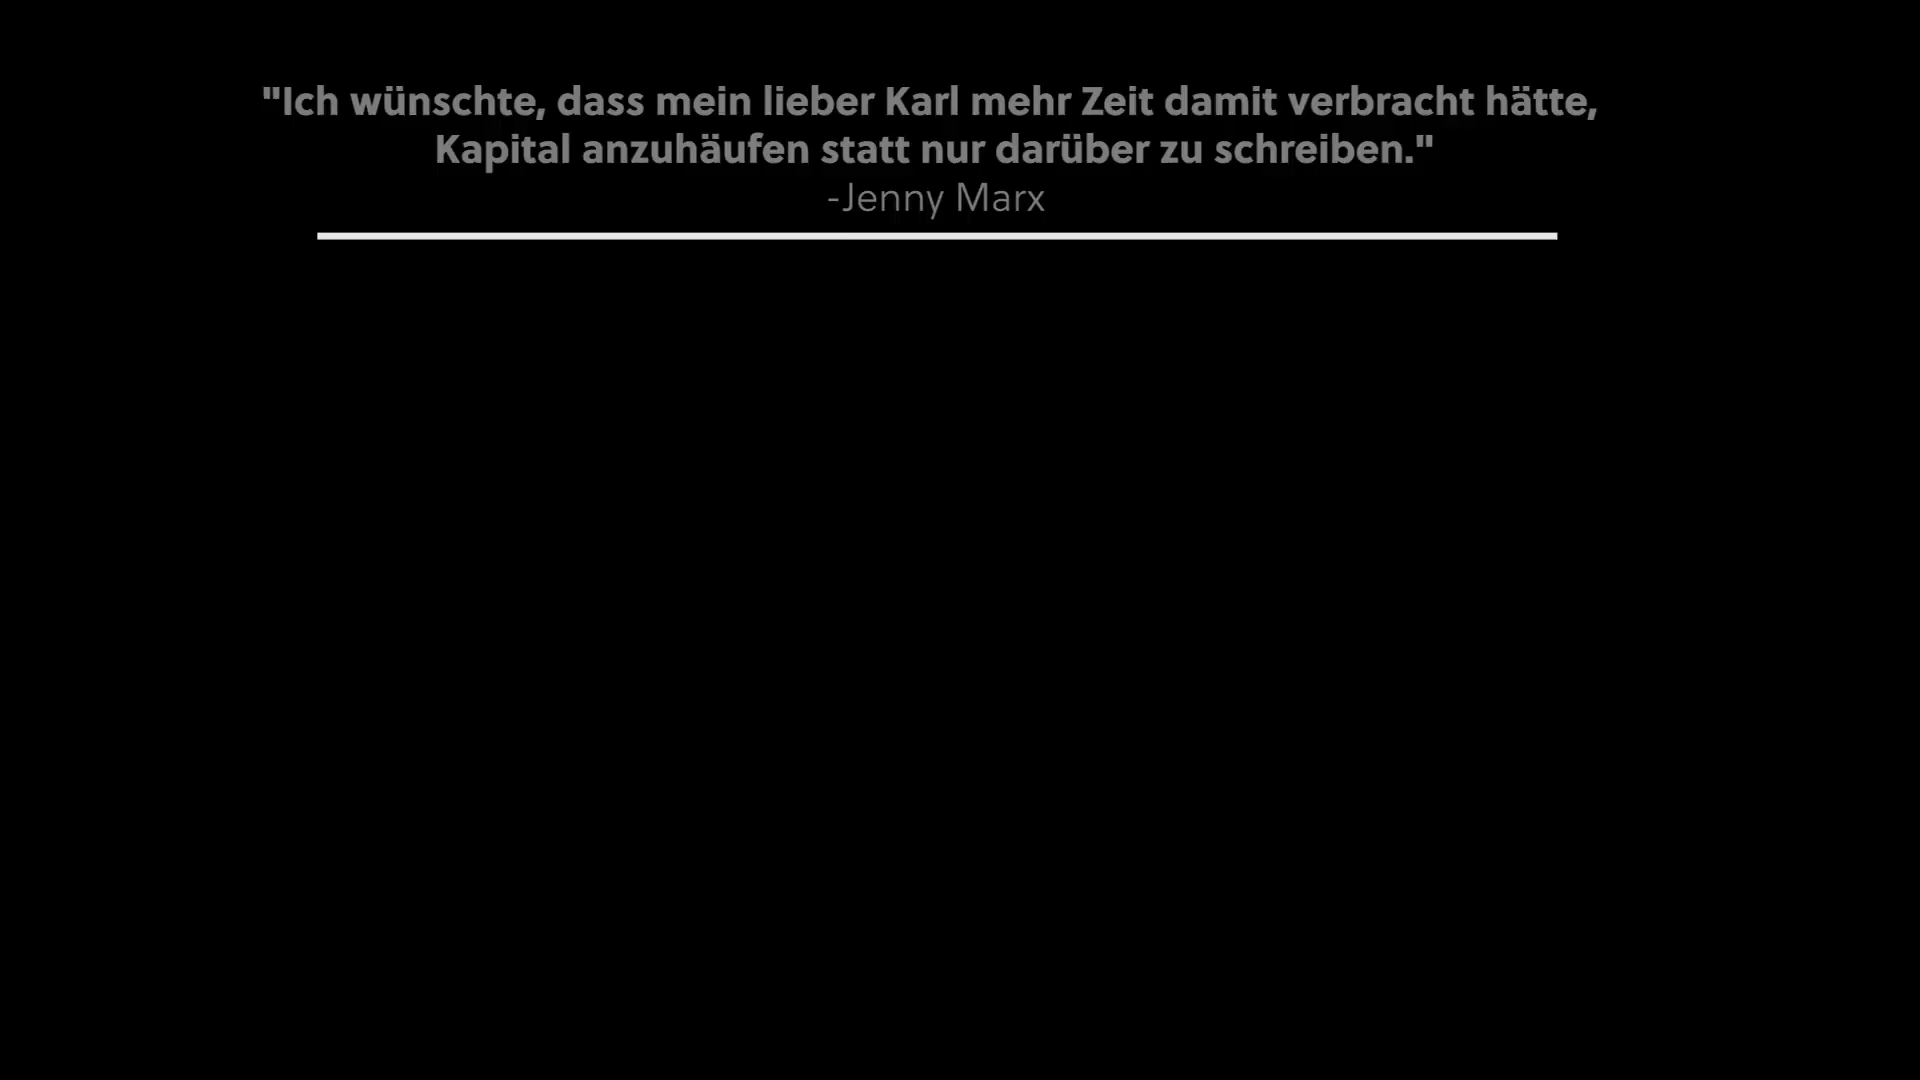 "Ich wünschte, dass mein lieber Karl mehr Zeit damit verbracht hätte,
Kapital anzuhäufen statt nur darüber zu schreiben."
-Jenny Marx